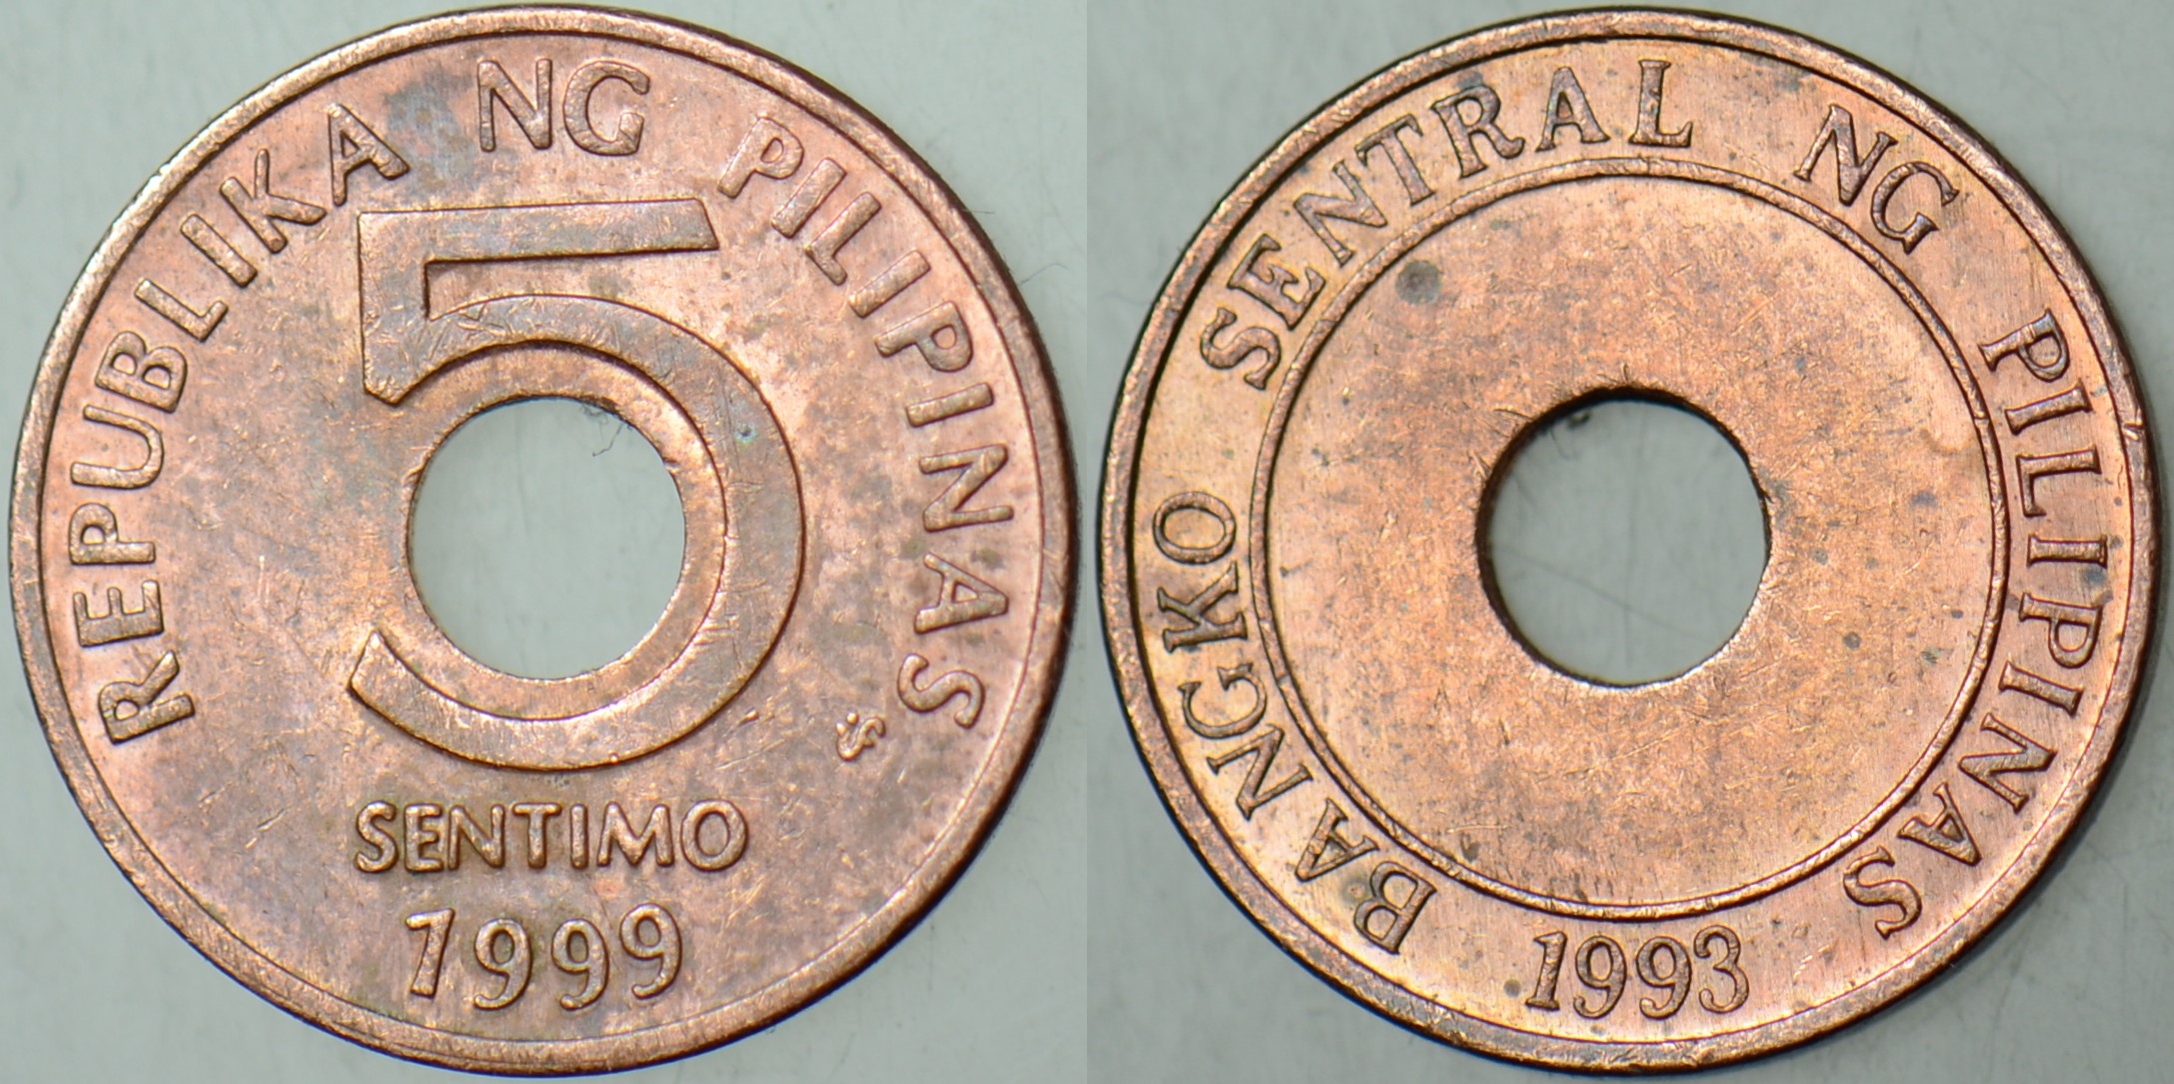 REPUBLIKA NG PILIPINAS
5
SENTIMO
1999
BANGKO SENTRAL NG PILIPINAS
1993